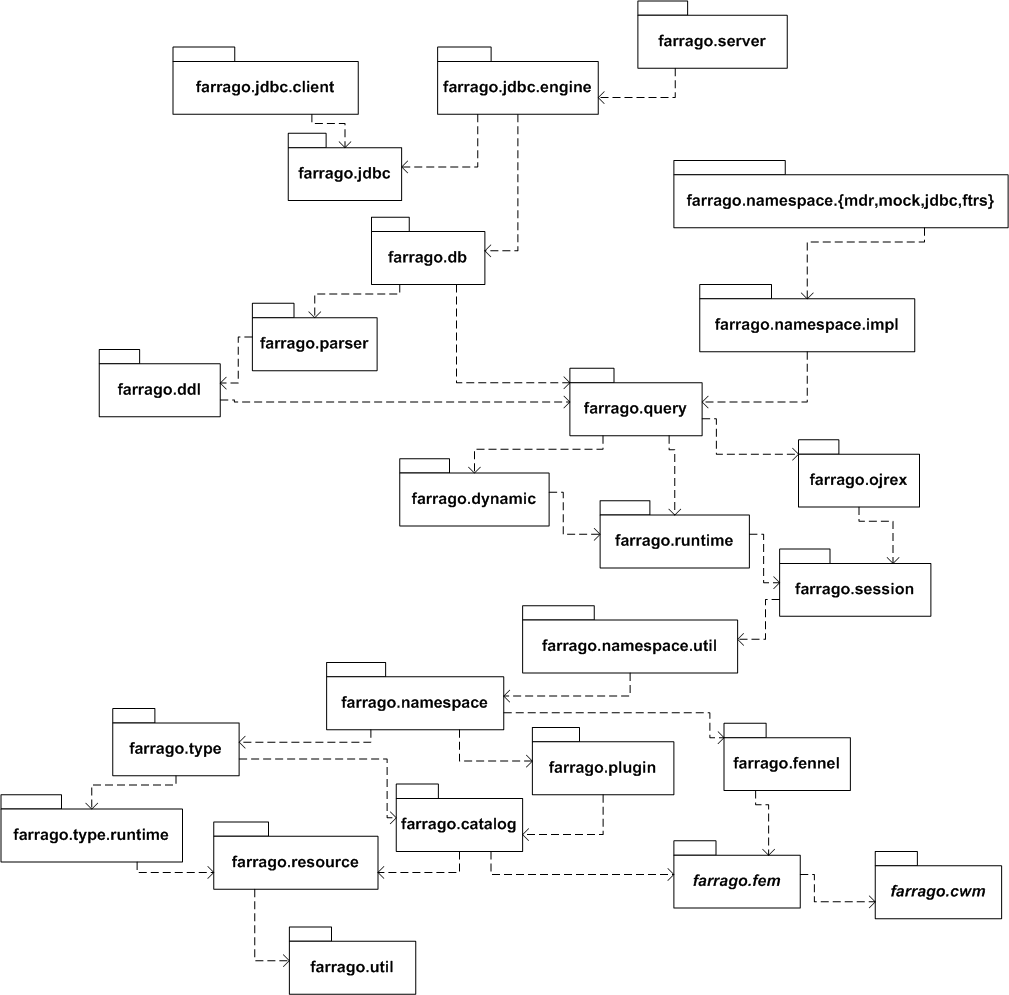 farrago.server
farrago.jdbc.client
farrago.jdbc.engine
farrago.jdbc
farrago.namespace.{mdr,mock,jdbc,ftrs}
farrago.db
farrago.namespace.impl
farrago.parser
farrago.ddl
farrago.query
farrago.ojrex
farrago.dynamic
farrago.runtime
farrago.session
farrago.namespace.util
farrago.namespace
farrago.type
farrago.plugin
farrago.fennel
farrago.catalog
farrago.type.runtime
farrago.resource
farrago.fem
farrago.cwm
farrago.util